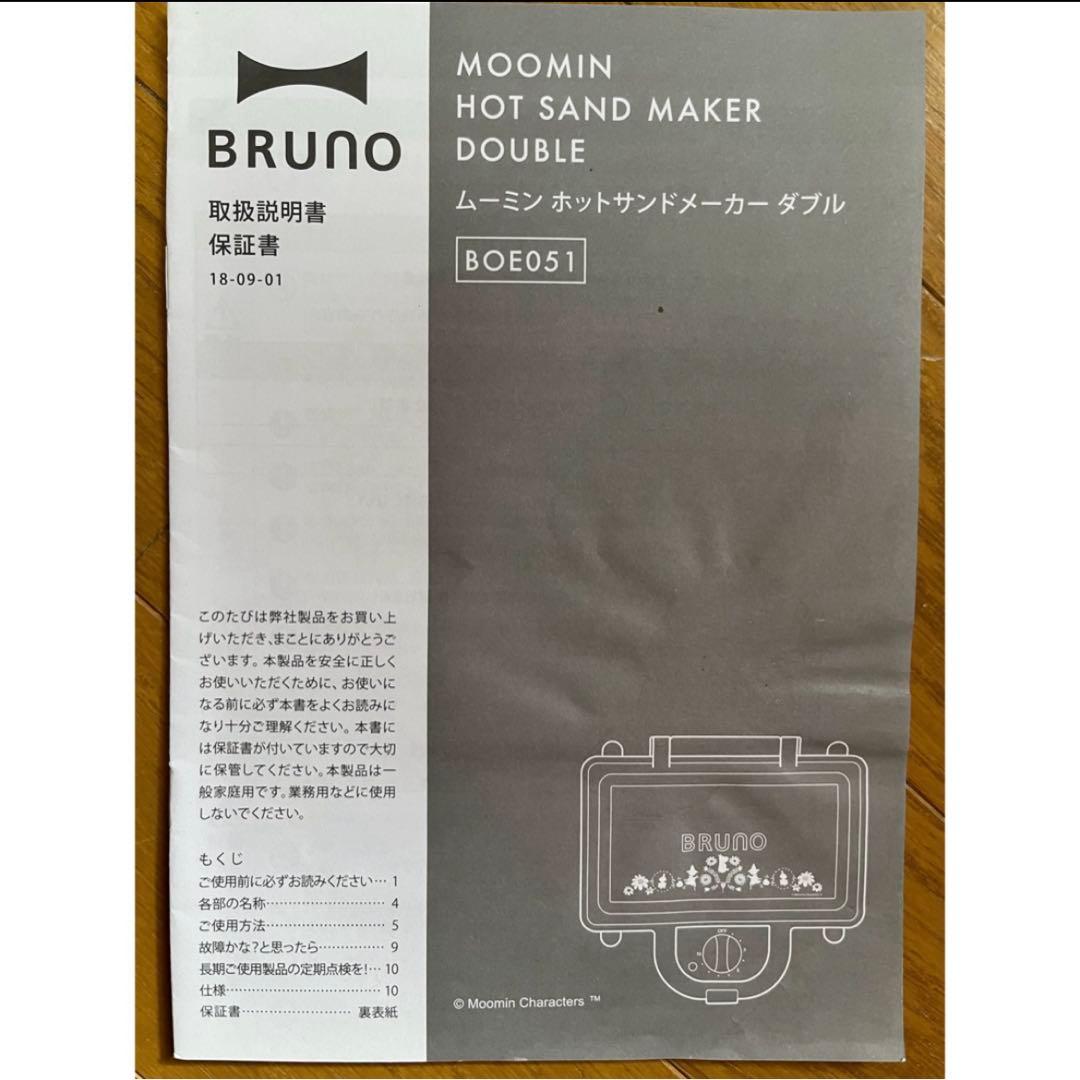 BRUNO
取扱説明書
保証書
18-09-01
MOOMIN
HOT SAND MAKER
DOUBLE
ムーミン ホットサンドメーカー ダブル
BOE051
このたびは弊社製品をお買い上
げいただき、まことにありがとうご
ざいます。本製品を安全に正しく
お使いいただくために、お使いに
なる前に必ず本書をよくお読みに
なり十分ご理解ください。本書に
は保証書が付いていますので大切
に保管してください。本製品は一
般家庭用です。業務用などに使用
しないでください。
もくじ
ご使用前に必ずお読みください… 1
各部の名称……………………… 4
ご使用方法……………………… 5
故障かな?と思ったら…………… 9
長期ご使用製品の定期点検を!… 10
仕様……………………………… 10
保証書…………………… 裏表紙
BRUNO
OFF
© Moomin Characters ™